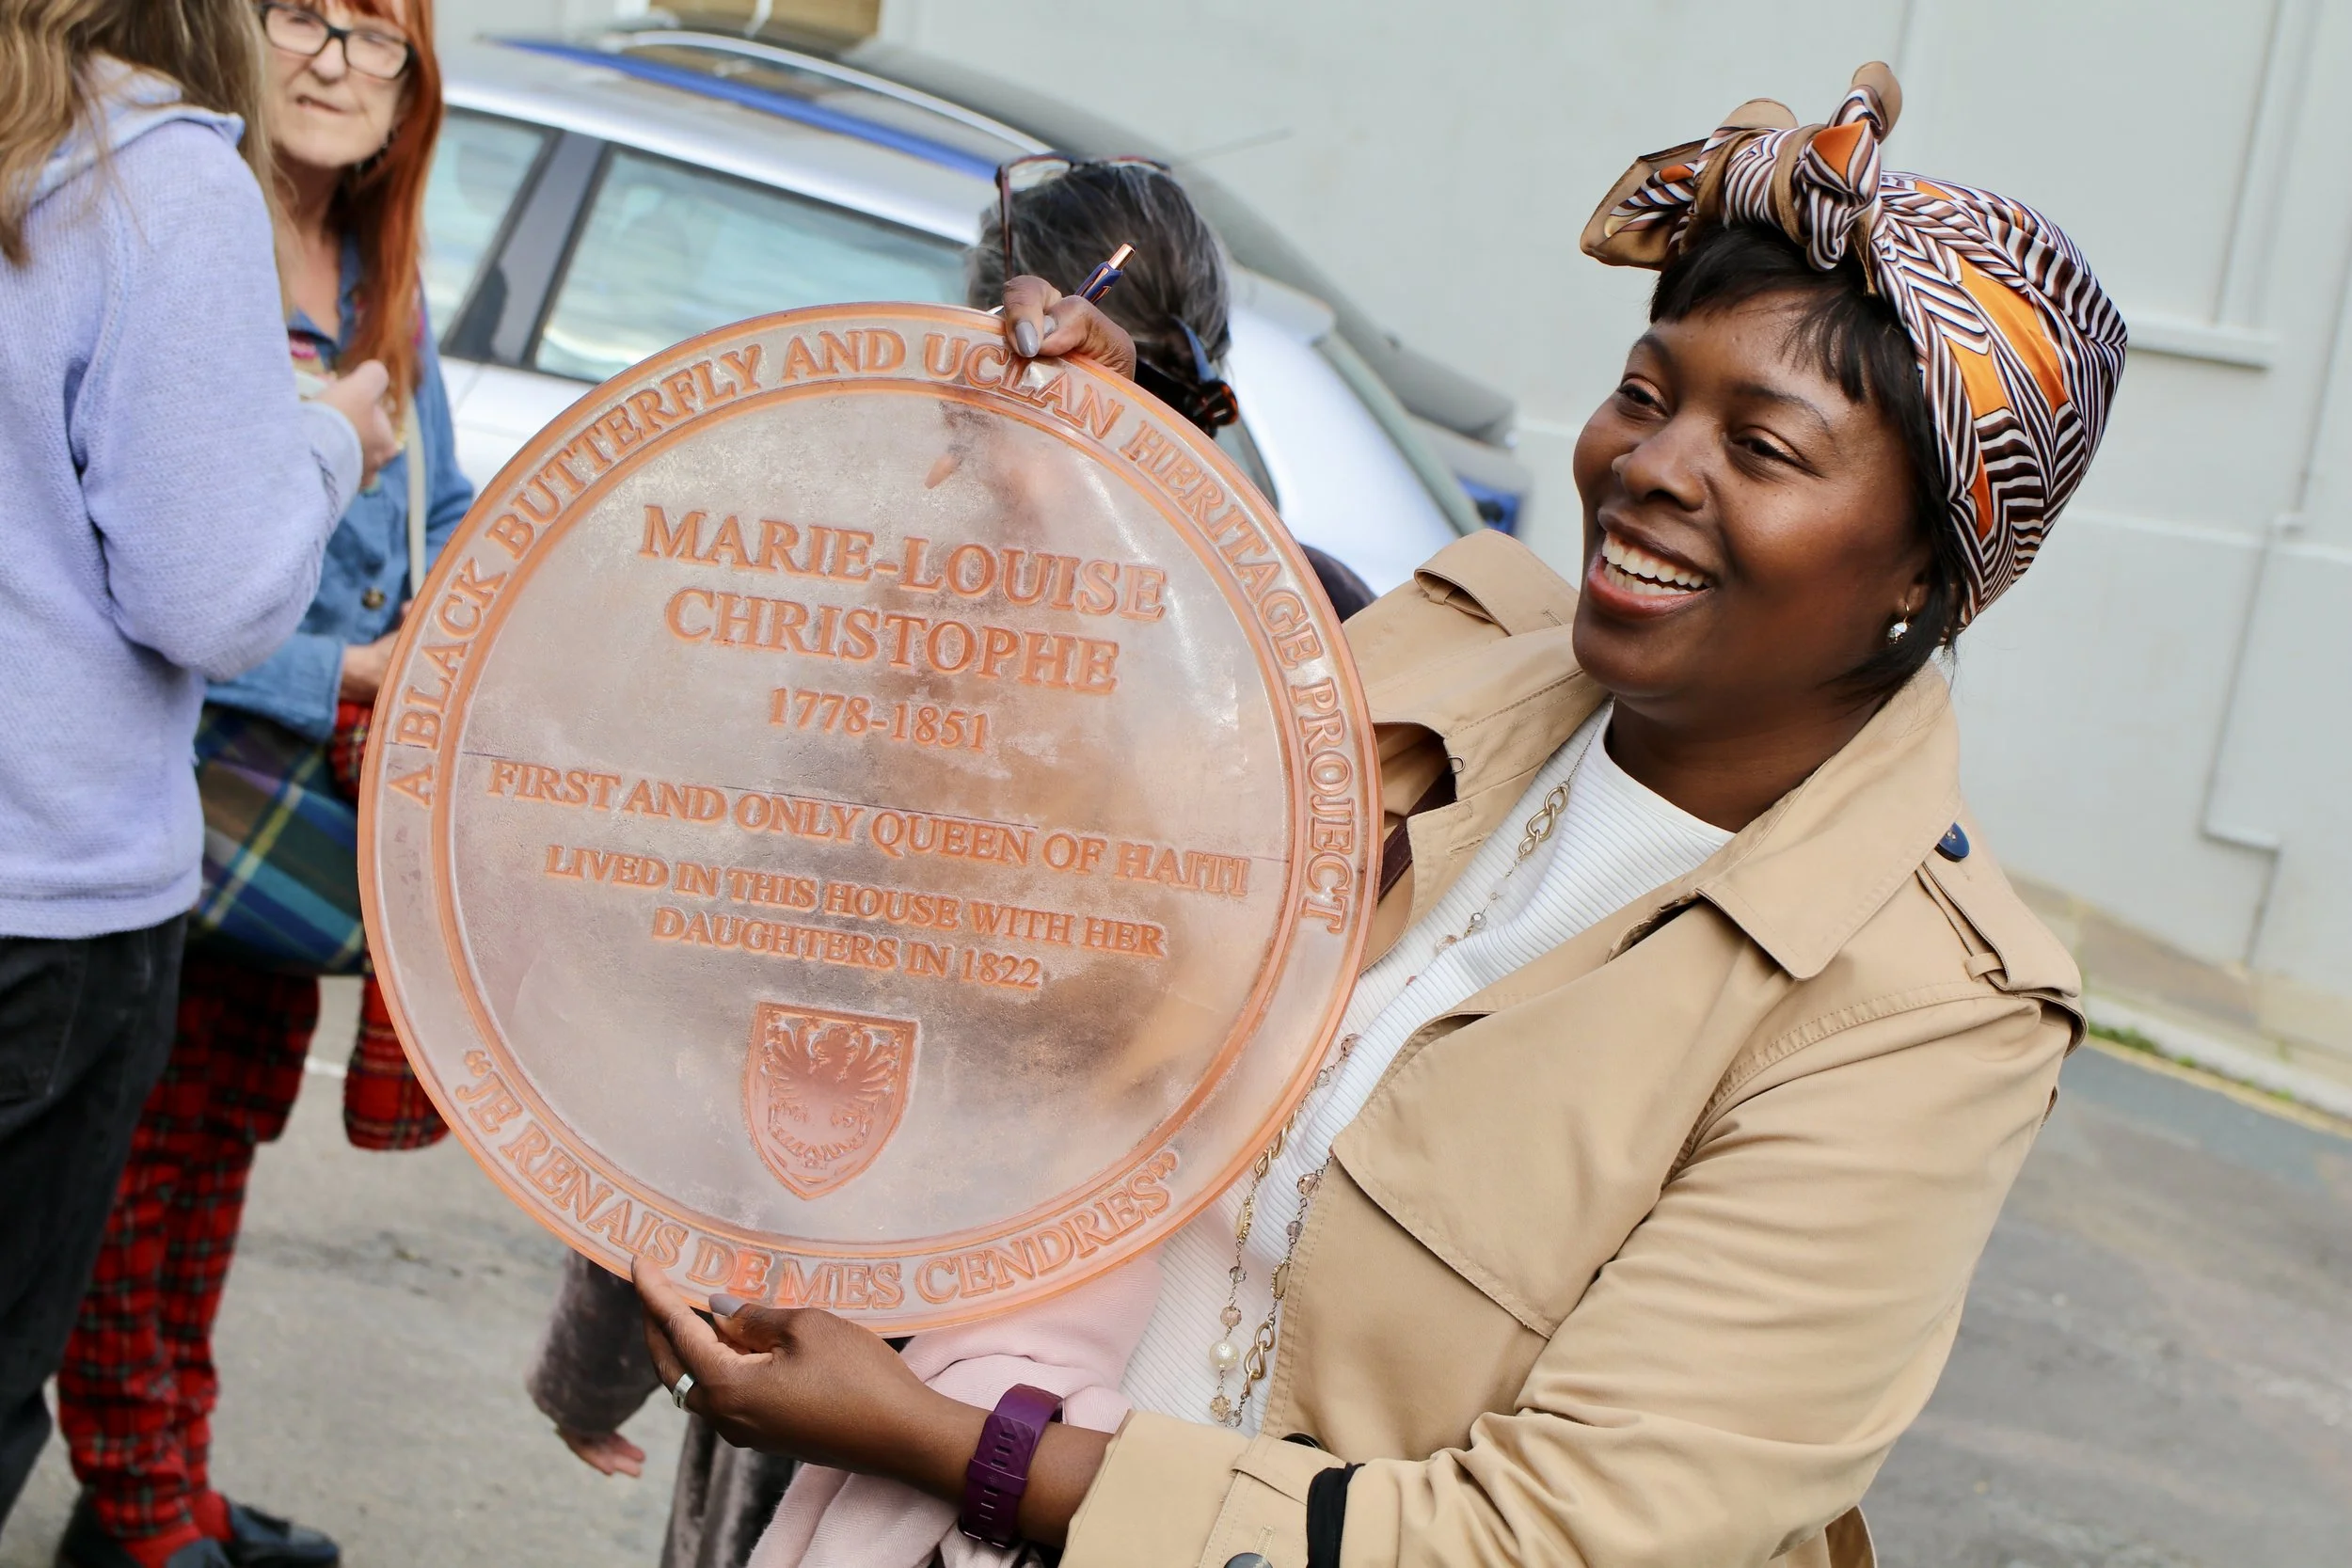 A BLACK BUTTERFLY AND UCLAN HERITAGE PROJECT
MARIE-LOUISE
CHRISTOPHE
1778-1851
FIRST AND ONLY QUEEN OF HAITI
LIVED IN THIS HOUSE WITH HER
DAUGHTERS IN 1822
"JE RENAIS DE MES CENDRES"